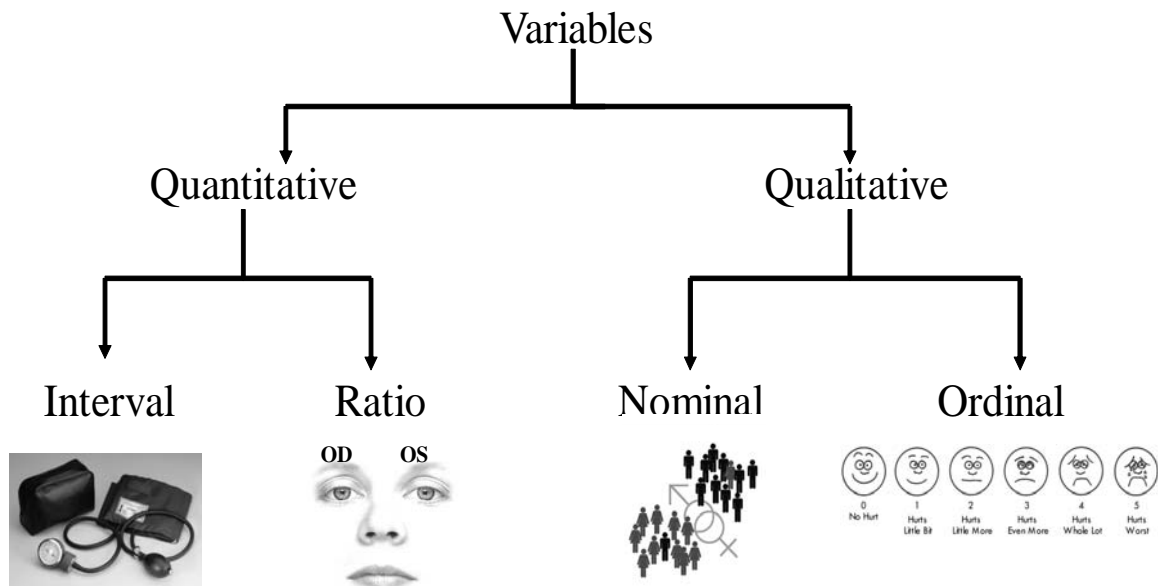 Variables
Quantitative Qualitative
Interval Ratio Nominal Ordinal
OD OS
0 1 2 3 4 5
No Hurt Hurts Hurts Hurts Hurts Hurts
Little Bit Little More Even More Whole Lot Worst